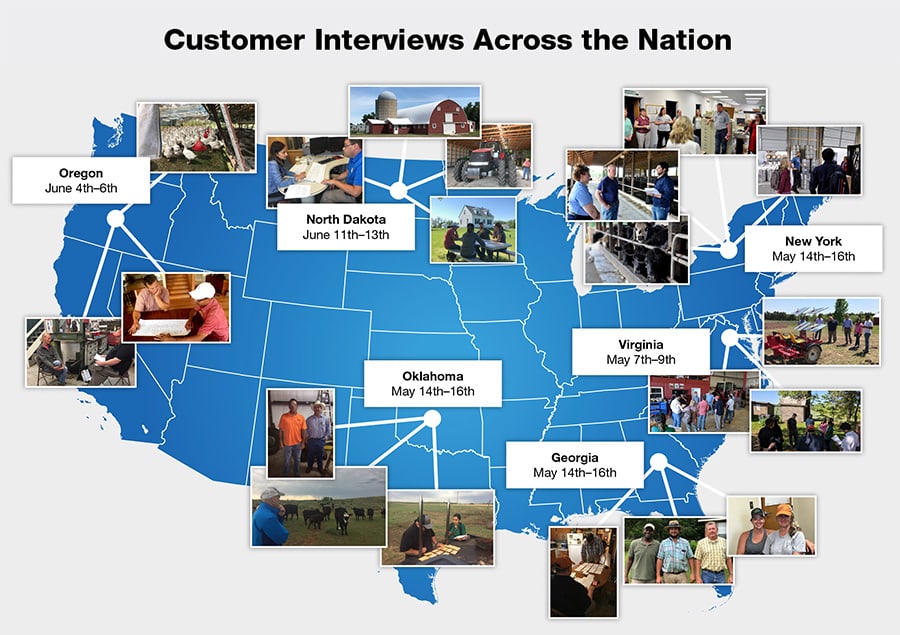 Customer Interviews Across the Nation
Oregon
June 4th–6th
North Dakota
June 11th–13th
New York
May 14th–16th
Virginia
May 7th–9th
Oklahoma
May 14th–16th
Georgia
May 14th–16th